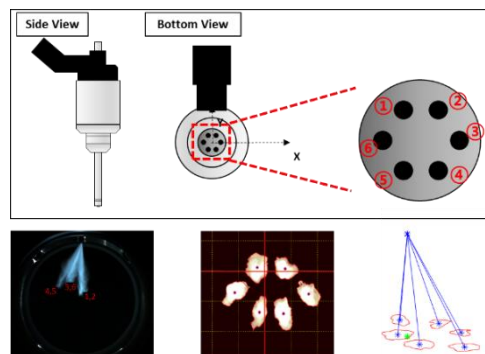 Side View
Bottom View
Y
X
①
②
③
④
⑤
⑥
4,5
3,6
1,2